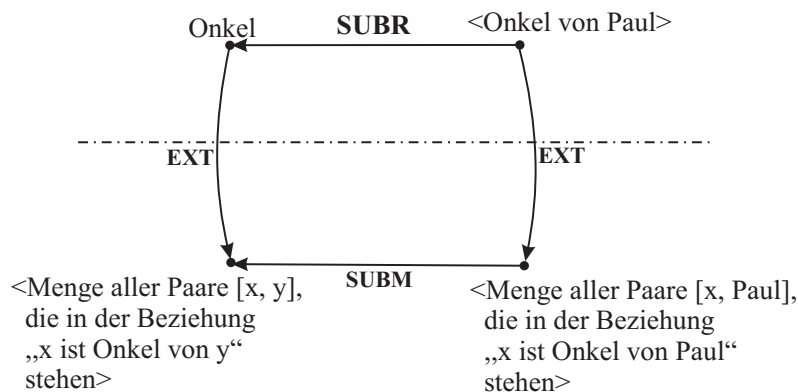 Onkel
SUBR
<Onkel von Paul>
EXT
EXT
SUBM
<Menge aller Paare [x, y],
die in der Beziehung
„x ist Onkel von y“
stehen>
<Menge aller Paare [x, Paul],
die in der Beziehung
„x ist Onkel von Paul“
stehen>